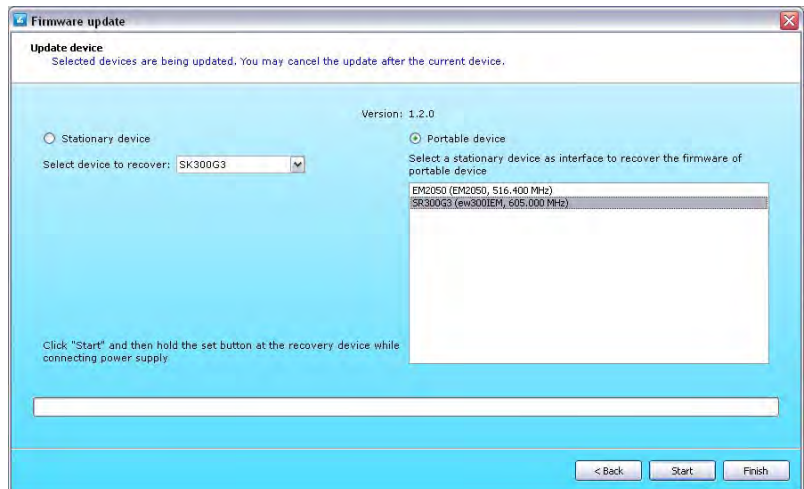 Firmware update
Update device
Selected devices are being updated. You may cancel the update after the current device.
Version: 1.2.0
Stationary device
Select device to recover: SK300G3
Portable device
Select a stationary device as interface to recover the firmware of
portable device
EM2050 (EM2050, 516.400 MHz)
SR300G3 (ew300IEM, 605.000 MHz)
Click "Start" and then hold the set button at the recovery device while
connecting power supply
< Back
Start
Finish